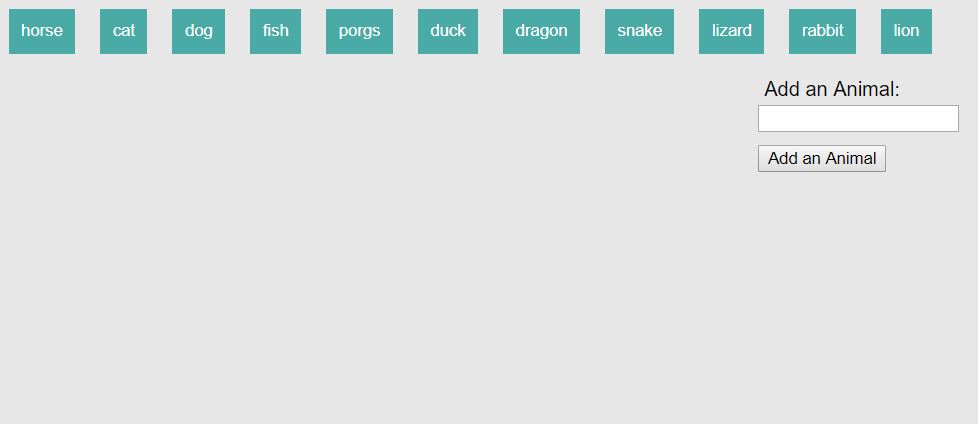 horse cat dog fish porgs duck dragon snake lizard rabbit lion
Add an Animal:
Add an Animal